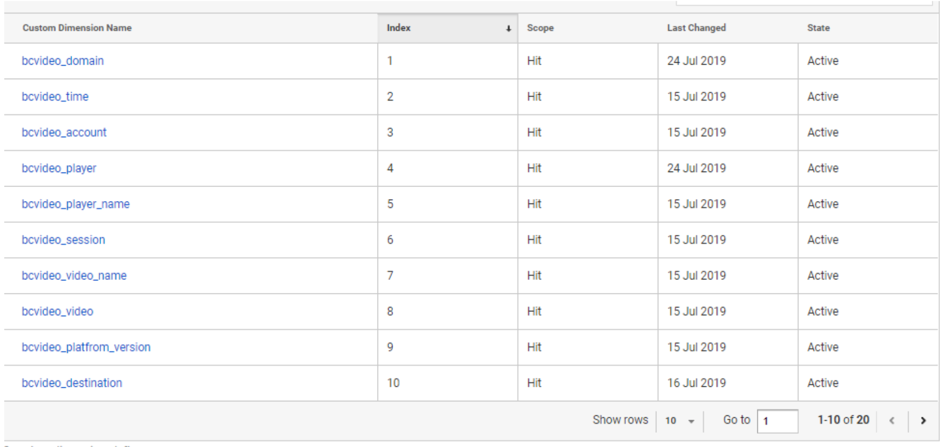 Custom Dimension Name Index Scope Last Changed State
bcvideo_domain 1 Hit 24 Jul 2019 Active
bcvideo_time 2 Hit 15 Jul 2019 Active
bcvideo_account 3 Hit 15 Jul 2019 Active
bcvideo_player 4 Hit 24 Jul 2019 Active
bcvideo_player_name 5 Hit 15 Jul 2019 Active
bcvideo_session 6 Hit 15 Jul 2019 Active
bcvideo_video_name 7 Hit 15 Jul 2019 Active
bcvideo_video 8 Hit 15 Jul 2019 Active
bcvideo_platfrom_version 9 Hit 15 Jul 2019 Active
bcvideo_destination 10 Hit 16 Jul 2019 Active
Show rows 10 Go to 1 1-10 of 20